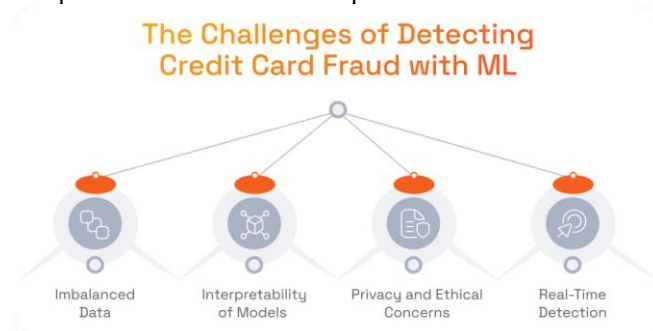 The Challenges of Detecting
Credit Card Fraud with ML
Imbalanced
Data
Interpretability
of Models
Privacy and Ethical
Concerns
Real-Time
Detection